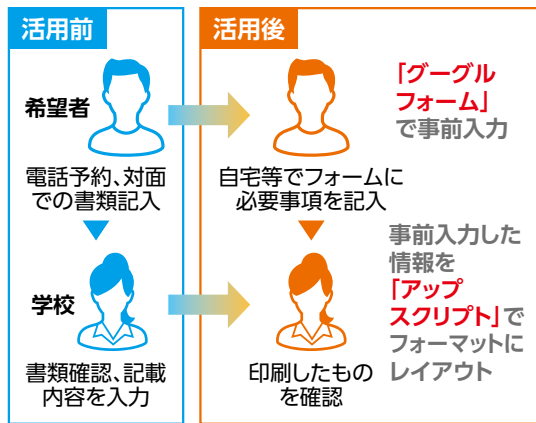 活用前
希望者
電話予約、対面
での書類記入
学校
書類確認、記載
内容を入力
活用後
「グーグル
フォーム」
で事前入力
自宅等でフォームに
必要事項を記入
事前入力した
情報を
「アップ
スクリプト」で
フォーマットに
レイアウト
印刷したもの
を確認